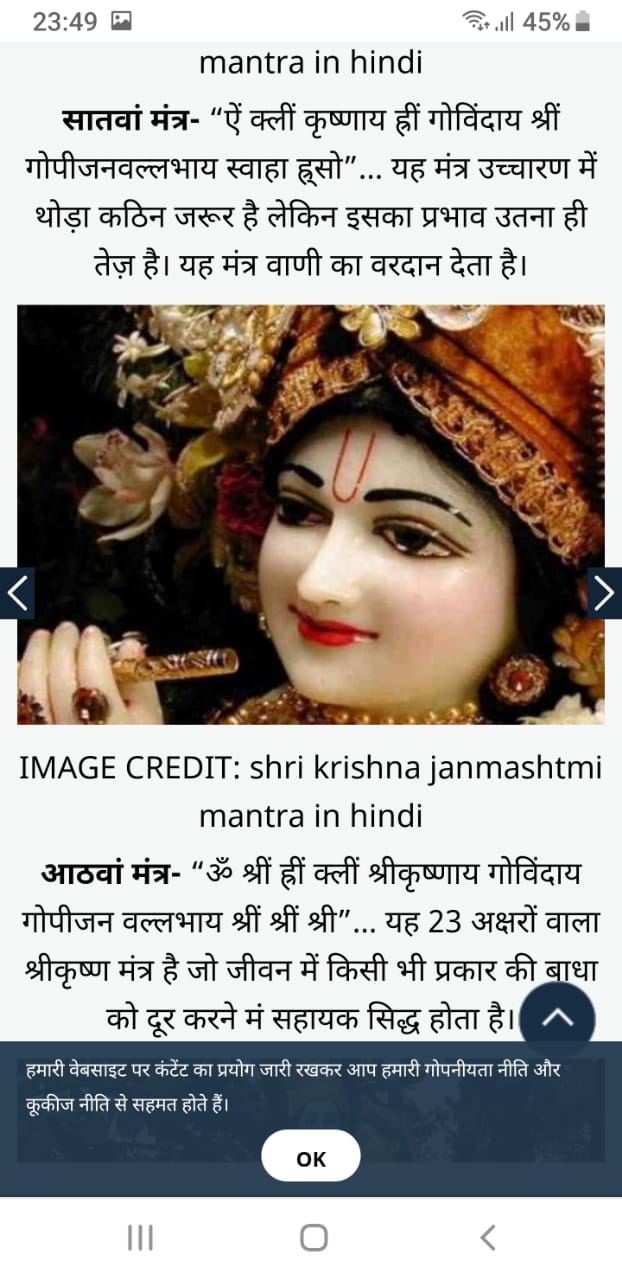 23:49
45%
mantra in hindi
सातवां मंत्र- “ऐं क्लीं कृष्णाय ह्रीं गोविंदाय श्रीं
गोपीजनवल्लभाय स्वाहा ह्र्सो”... यह मंत्र उच्चारण में
थोड़ा कठिन जरूर है लेकिन इसका प्रभाव उतना ही
तेज़ है। यह मंत्र वाणी का वरदान देता है।
IMAGE CREDIT: shri krishna janmashtmi
mantra in hindi
आठवां मंत्र- “ॐ श्रीं ह्रीं क्लीं श्रीकृष्णाय गोविंदाय
गोपीजन वल्लभाय श्रीं श्रीं श्री”... यह 23 अक्षरों वाला
श्रीकृष्ण मंत्र है जो जीवन में किसी भी प्रकार की बाधा
को दूर करने मं सहायक सिद्ध होता है।
हमारी वेबसाइट पर कंटेंट का प्रयोग जारी रखकर आप हमारी गोपनीयता नीति और
कूकीज नीति से सहमत होते हैं।
OK